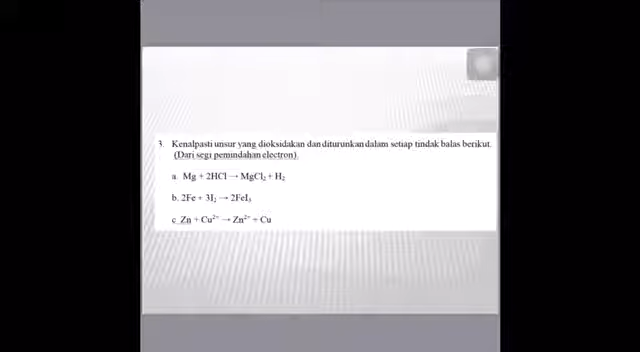 3. Kenalpasti unsur yang dioksidakan dan diturunkan dalam setiap tindak balas berikut.
(Dari segi pemindahan electron).
a. Mg + 2HCl → MgCl₂ + H₂
b. 2Fe + 3I₂ → 2FeI₃
c. Zn + Cu²⁺ → Zn²⁺ + Cu